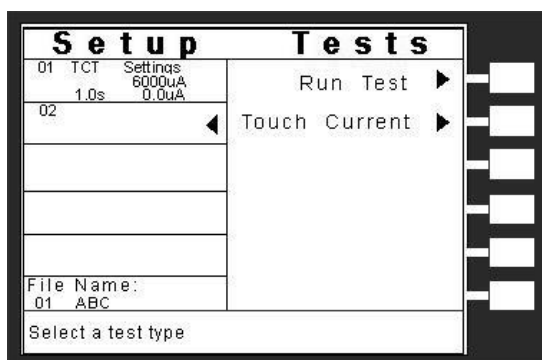 Setup Tests
01 TCT Settings
6000uA
1.0s 0.0uA
02
Run Test
Touch Current
File Name:
01 ABC
Select a test type